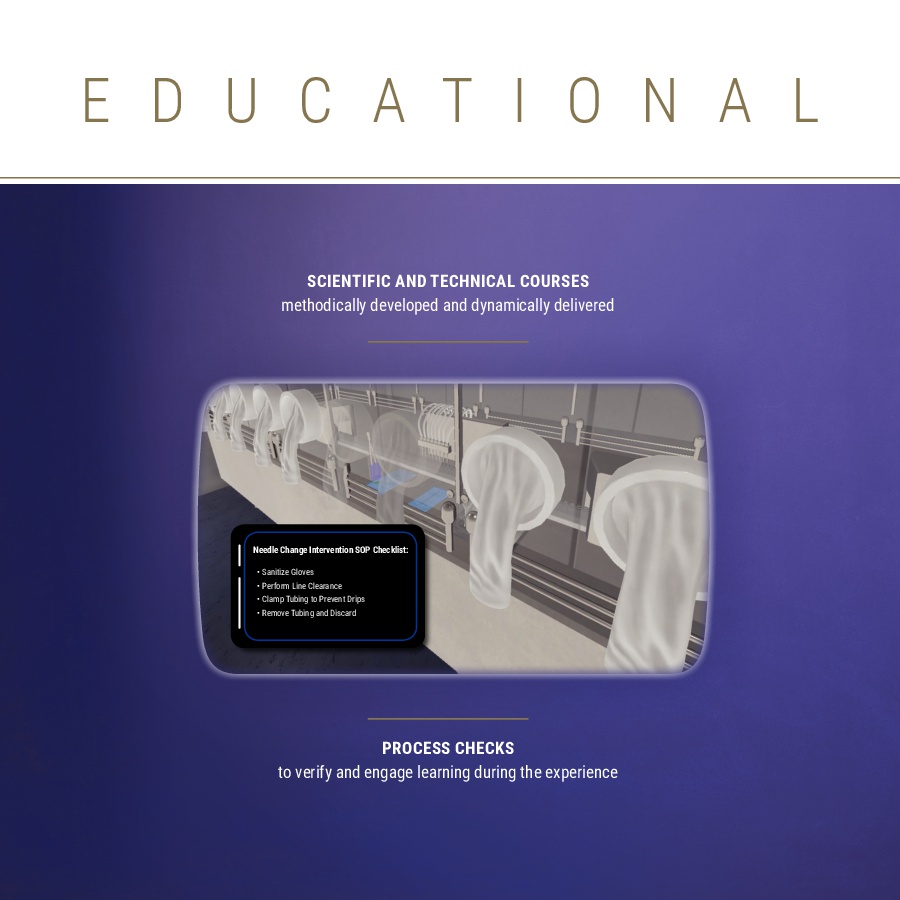 EDUCATIONAL
SCIENTIFIC AND TECHNICAL COURSES
methodically developed and dynamically delivered
Needle Change Intervention SOP Checklist:
• Sanitize Gloves
• Perform Line Clearance
• Clamp Tubing to Prevent Drips
• Remove Tubing and Discard
PROCESS CHECKS
to verify and engage learning during the experience